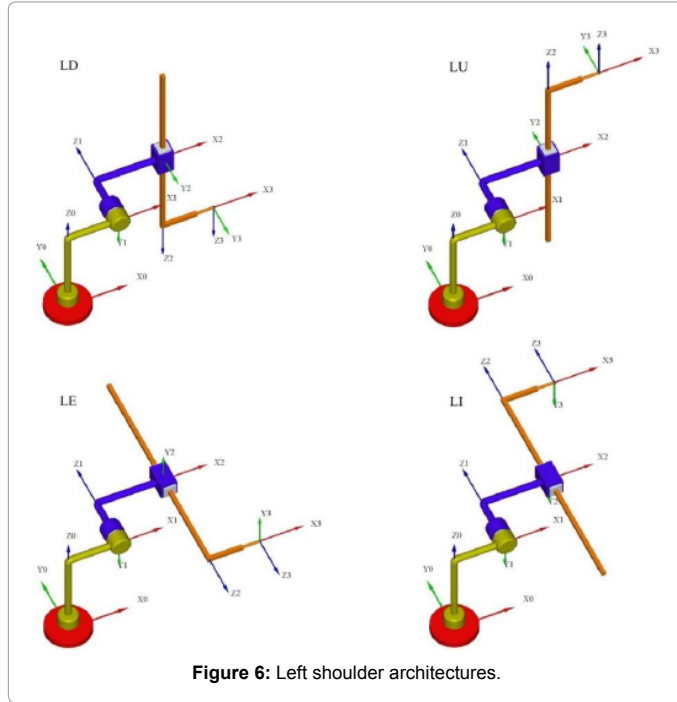 LD
Z1
X2
Y2
X1
X3
Z0
Y1
Y0
Z2
Z3
Y3
X0
LU
Y3
Z3
X3
Z2
Y2
Z1
X2
X1
Z0
Y1
Y0
X0
LE
Y2
X2
Z1
X1
Y3
X3
Z0
Y1
Y0
Z3
Z2
X0
LI
Z3
Z2
X3
Y3
Z1
X2
X1
Z0
Y1
Y0
X0
Figure 6: Left shoulder architectures.